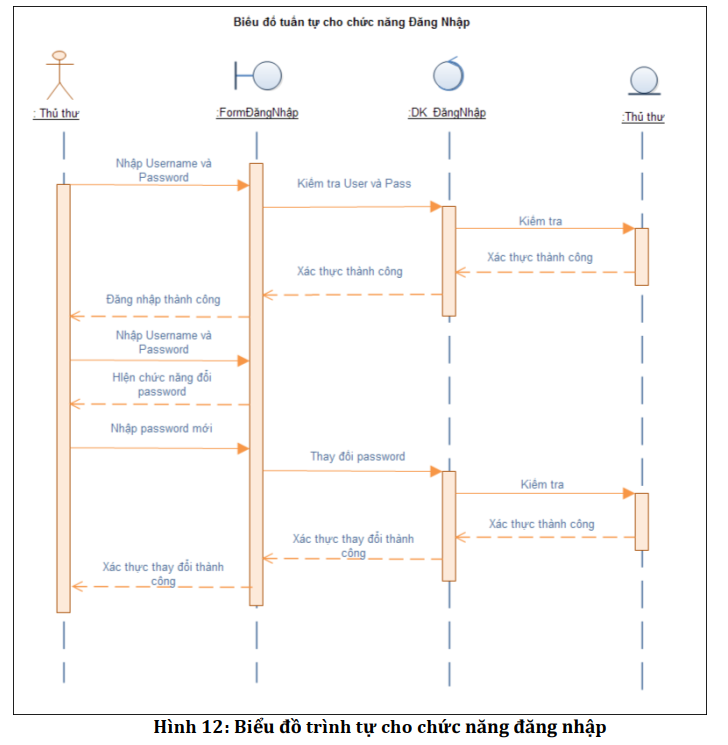 Biểu đồ tuần tự cho chức năng Đăng Nhập
: Thủ thư
:FormĐăngNhập
:DK_ĐăngNhập
:Thủ thư
Nhập Username và
Password
Kiểm tra User và Pass
Kiểm tra
Xác thực thành công
Xác thực thành công
Đăng nhập thành công
Nhập Username và
Password
Hiện chức năng đổi
password
Nhập password mới
Thay đổi password
Kiểm tra
Xác thực thành công
Xác thực thay đổi thành
công
Xác thực thay đổi thành
công
Hình 12: Biểu đồ trình tự cho chức năng đăng nhập